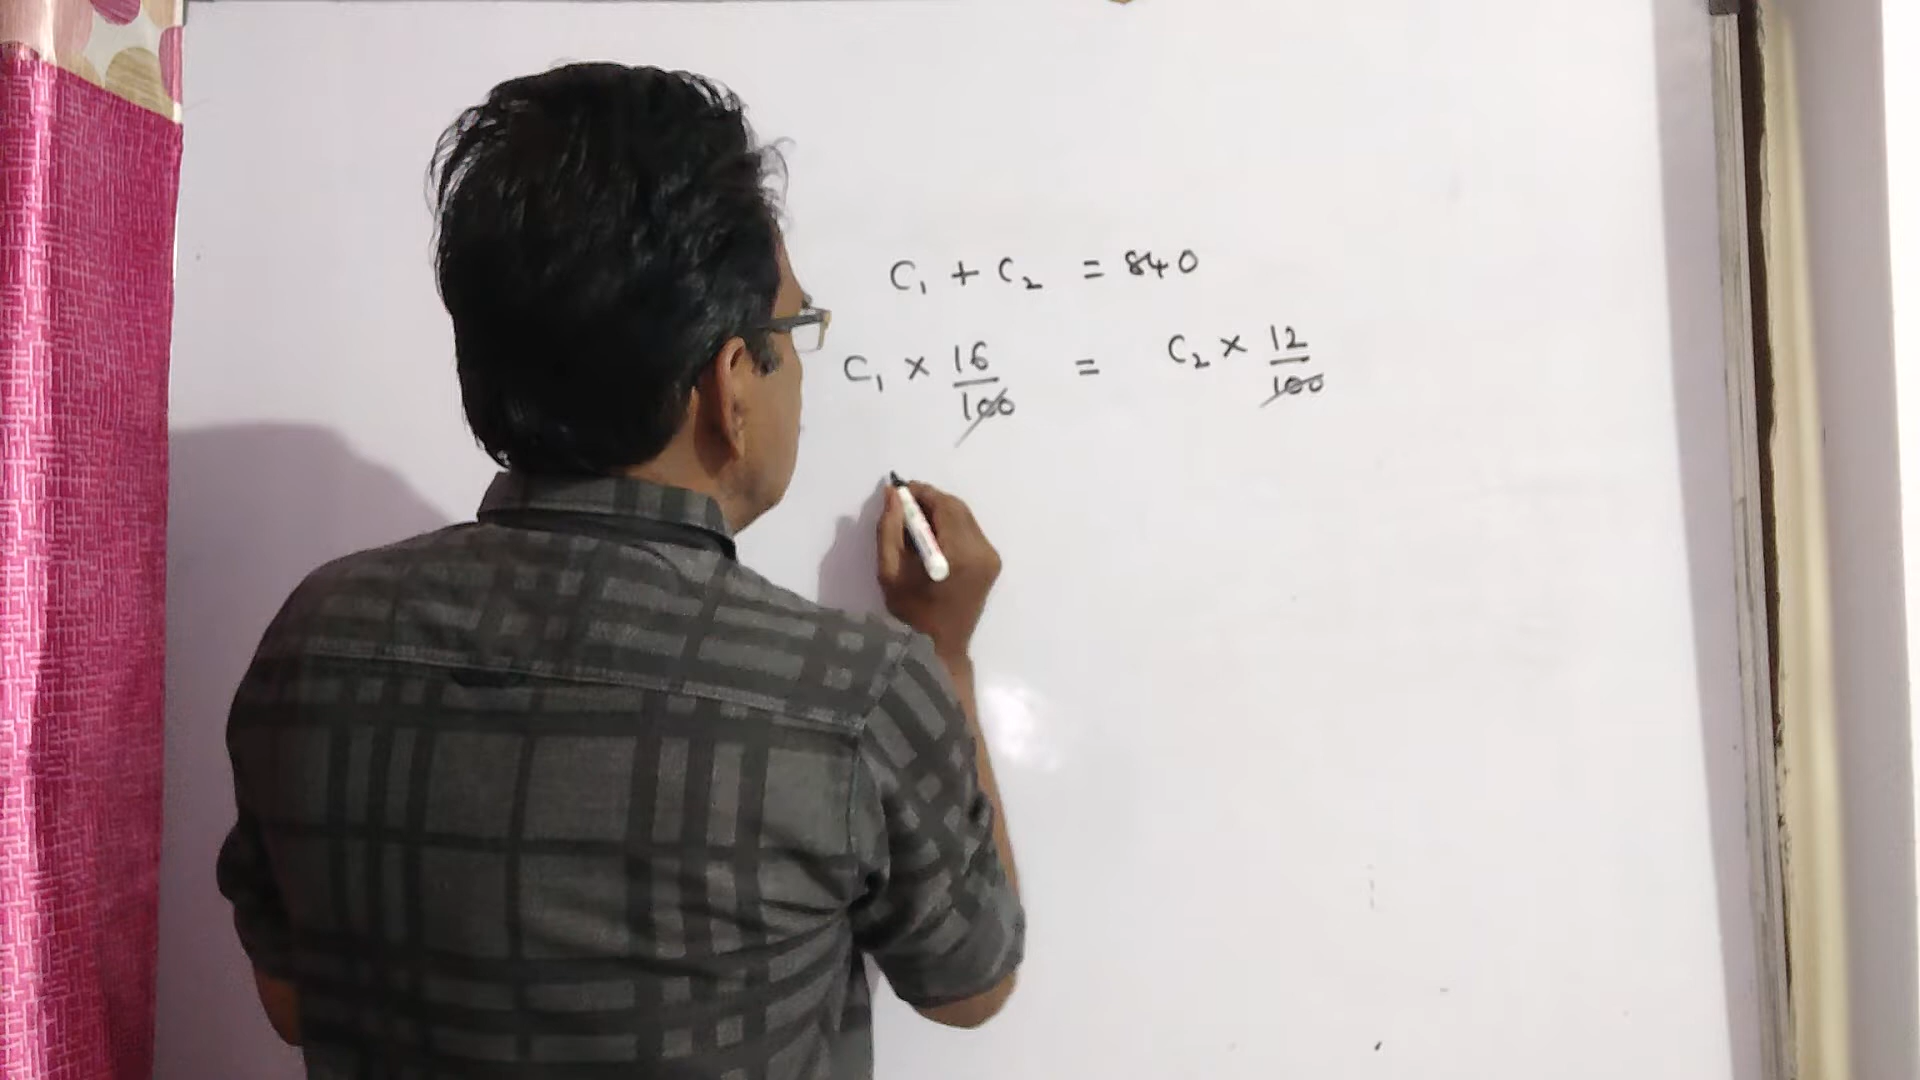 C₁ + C₂ = 840
C₁ × 16/100 = C₂ × 12/100